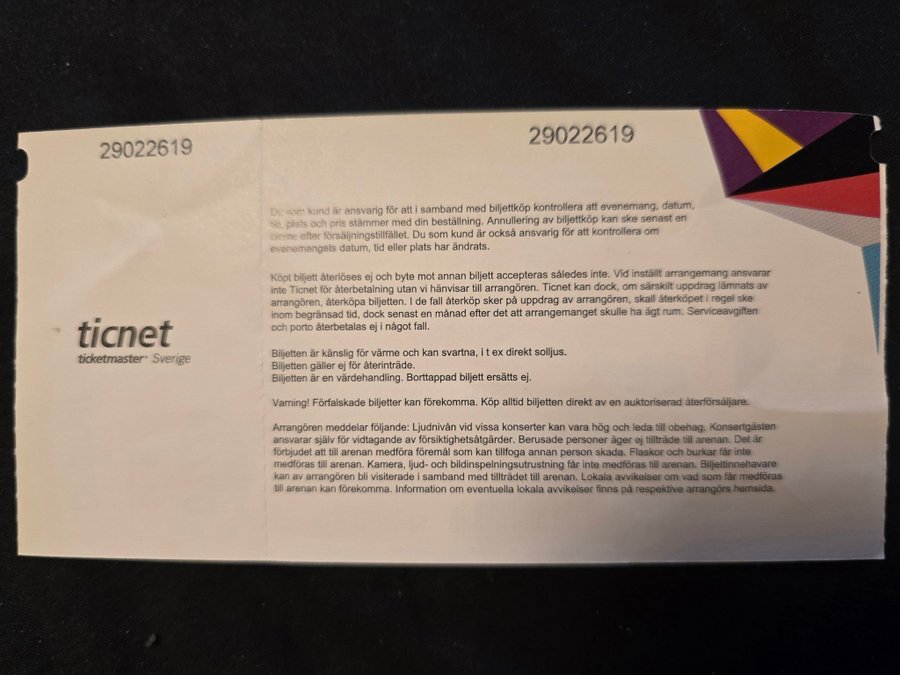 29022619
29022619
ticnet
ticketmaster Sverige
Du som kund är ansvarig för att i samband med biljettköp kontrollera att evenemang, datum,
plats och pris stämmer med din beställning. Annullering av biljettköp kan ske senast en
efter försäljningstillfället. Du som kund är också ansvarig för att kontrollera om
evenemangets datum, tid eller plats har ändrats.
Köpt biljett återlöses ej och byte mot annan biljett accepteras således inte. Vid inställt arrangemang ansvarar
inte Ticnet för återbetalning utan vi hänvisar till arrangören. Ticnet kan dock, om särskilt uppdrag lämnats av
arrangören, återköpa biljetten. I de fall återköp sker på uppdrag av arrangören, skall återköpet i regel ske
inom begränsad tid, dock senast en månad efter det att arrangemanget skulle ha ägt rum. Serviceavgiften
och porto återbetalas ej i något fall.
Biljetten är känslig för värme och kan svartna, i t ex direkt solljus.
Biljetten gäller ej för återinträde.
Biljetten är en värdehandling. Borttappad biljett ersätts ej.
Varning! Förfalskade biljetter kan förekomma. Köp alltid biljetten direkt av en auktoriserad återförsäljare.
Arrangören meddelar följande: Ljudnivån vid vissa konserter kan vara hög och leda till obehag. Konsertgästen
ansvarar själv för vidtagande av försiktighetsåtgärder. Berusade personer äger ej tillträde till arenan. Det är
förbjudet att till arenan medföra föremål som kan tillfoga annan person skada. Flaskor och burkar får inte
medföras till arenan. Kamera, ljud- och bildinspelningsutrustning får inte medföras till arenan. Biljettinnehavare
kan av arrangören bli visiterade i samband med tillträdet till arenan. Lokala avvikelser om vad som får medföras
till arenan kan förekomma. Information om eventuella lokala avvikelser finns på respektive arrangörs hemsida.